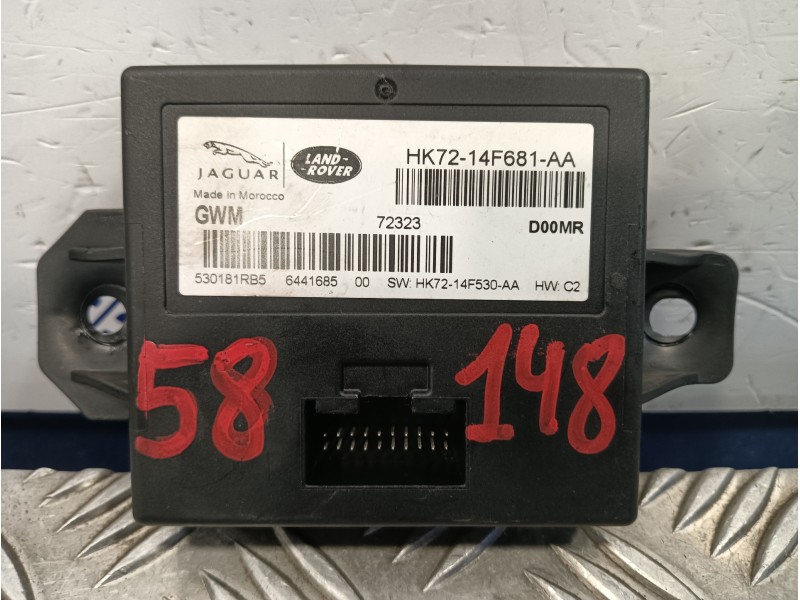 JAGUAR
LAND-
-ROVER
HK72-14F681-AA
Made in Morocco
GWM 72323 D00MR
530181RB5 6441685 00 SW: HK72-14F530-AA HW: C2
58 148